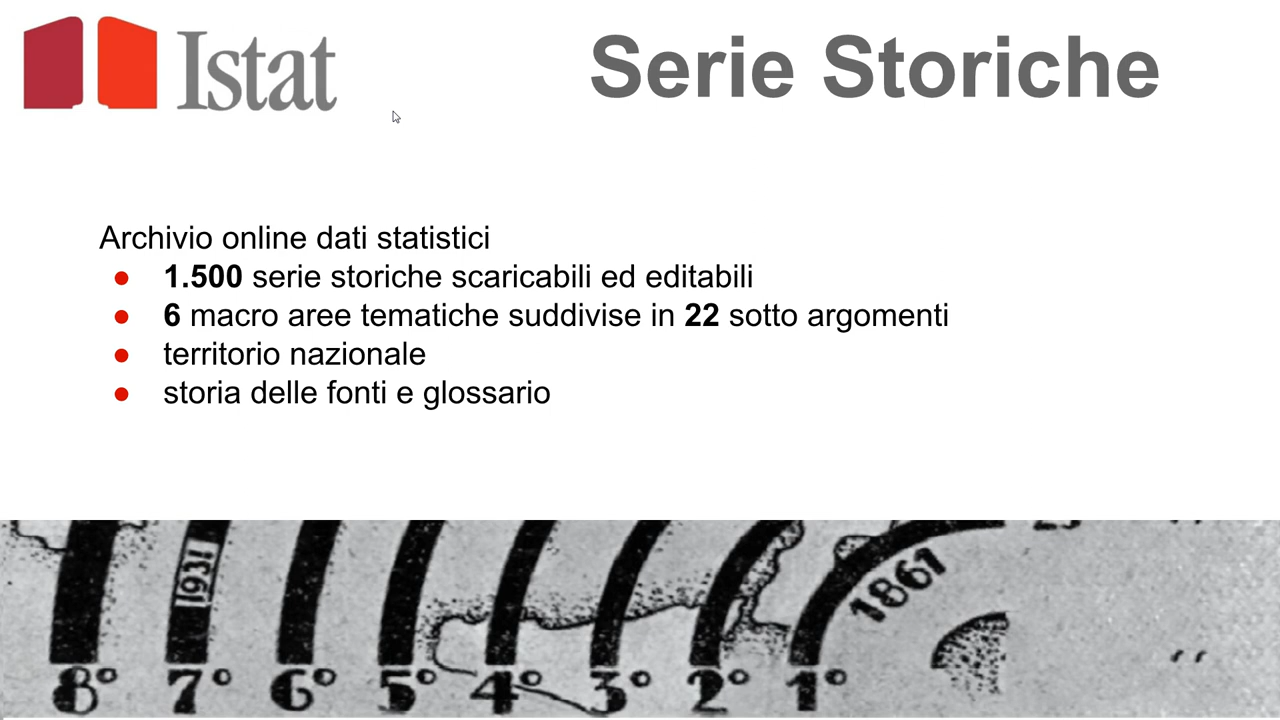 Istat
Serie Storiche
Archivio online dati statistici
● 1.500 serie storiche scaricabili ed editabili
● 6 macro aree tematiche suddivise in 22 sotto argomenti
● territorio nazionale
● storia delle fonti e glossario
1931
1861
8° 7° 6° 5° 4° 3° 2° 1°